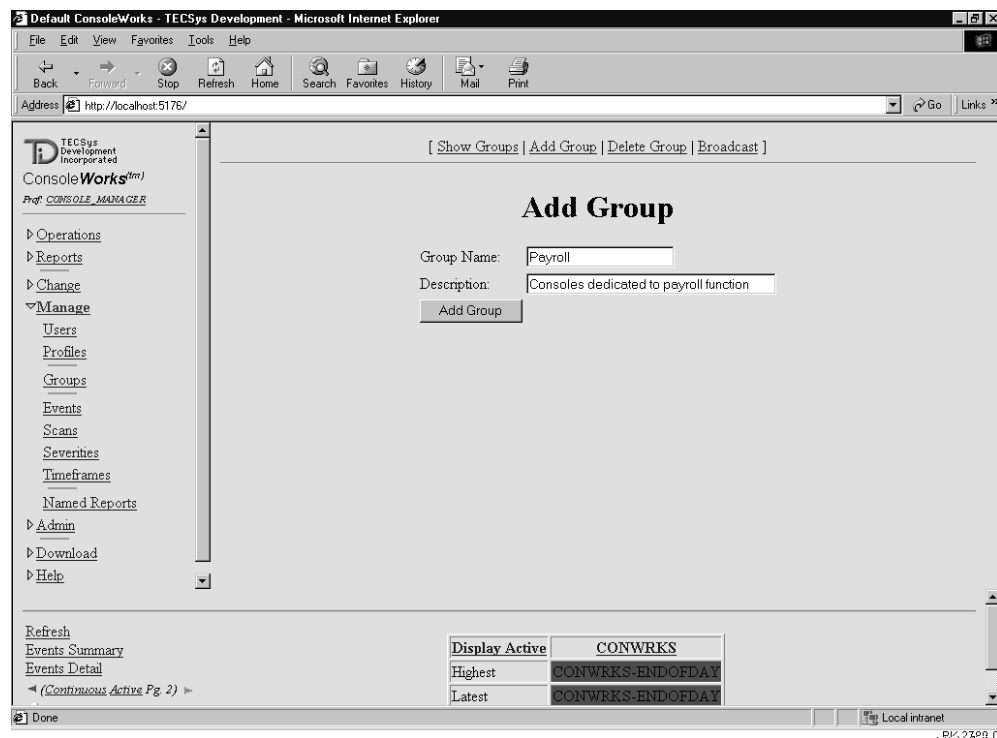 Default ConsoleWorks - TECSys Development - Microsoft Internet Explorer
File Edit View Favorites Tools Help
Back Forward Stop Refresh Home Search Favorites History Mail Print
Address http://localhost:5176/ Go Links »
TECSys
Development
Incorporated
ConsoleWorks(tm)
Prof: CONSOLE_MANAGER
Operations
Reports
Change
Manage
Users
Profiles
Groups
Events
Scans
Severities
Timeframes
Named Reports
Admin
Download
Help
[ Show Groups | Add Group | Delete Group | Broadcast ]
Add Group
Group Name: Payroll
Description: Consoles dedicated to payroll function
Add Group
Refresh
Events Summary
Events Detail
(Continuous Active Pg. 2)
Display Active CONWRKS
Highest CONWRKS-ENDOFDAY
Latest CONWRKS-ENDOFDAY
Done Local intranet